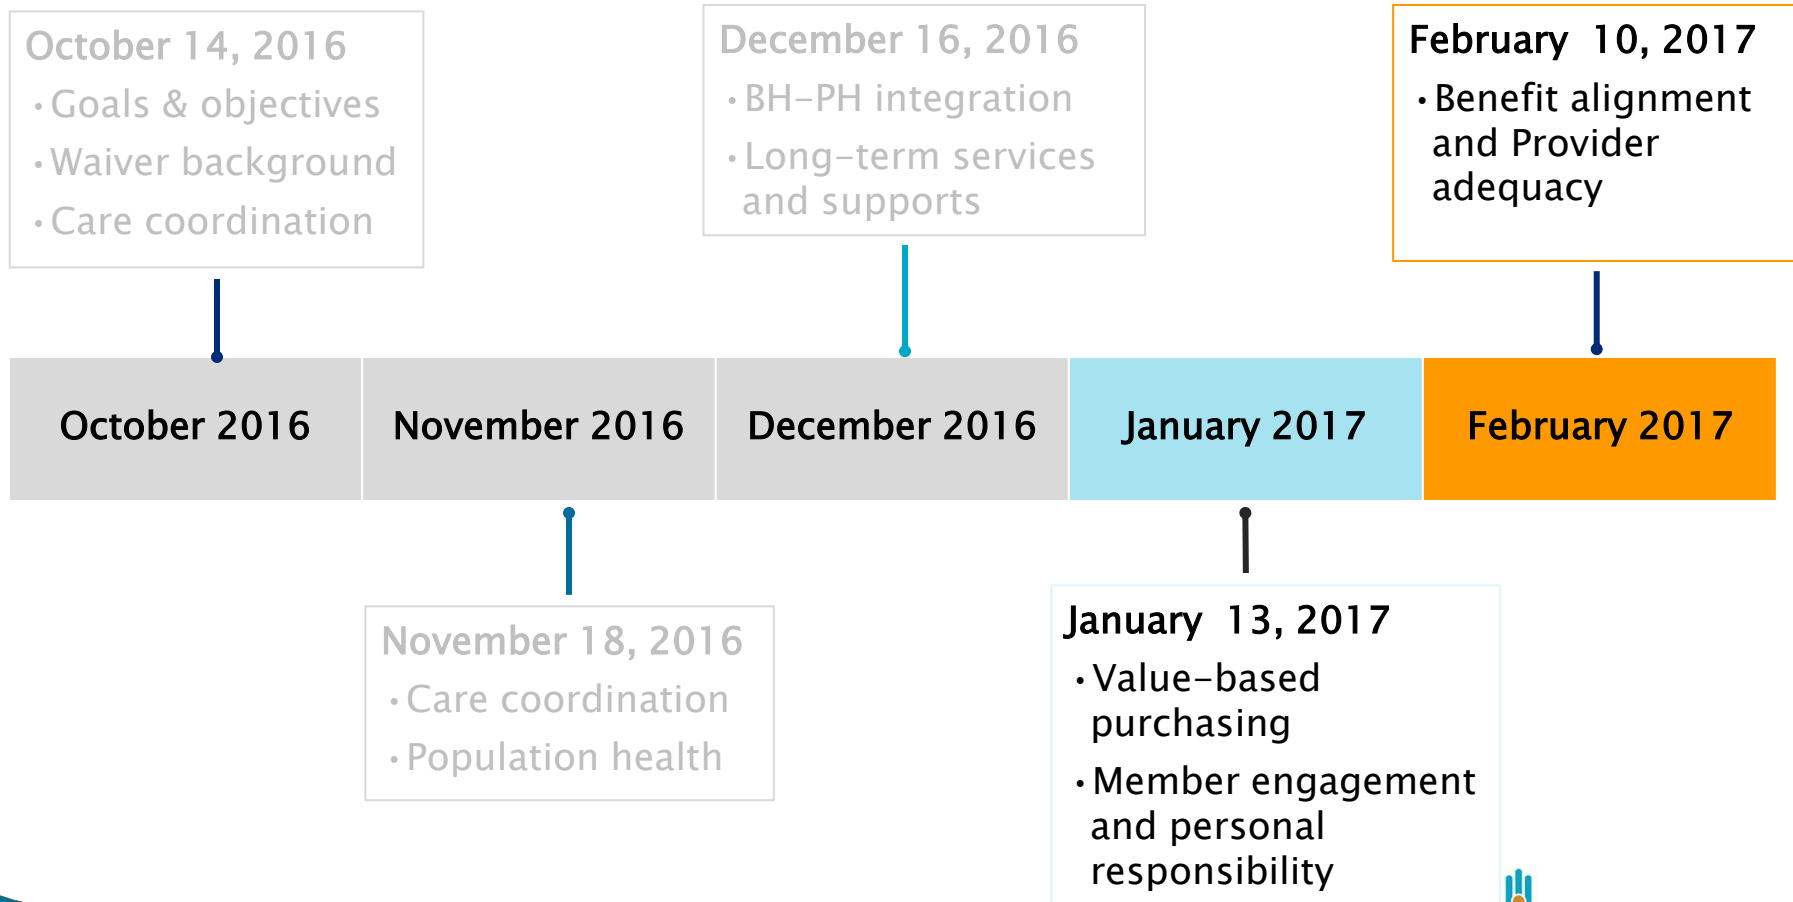 October 14, 2016
• Goals & objectives
• Waiver background
• Care coordination
December 16, 2016
• BH-PH integration
• Long-term services
and supports
February 10, 2017
• Benefit alignment
and Provider
adequacy
October 2016
November 2016
December 2016
January 2017
February 2017
November 18, 2016
• Care coordination
• Population health
January 13, 2017
• Value-based
purchasing
• Member engagement
and personal
responsibility